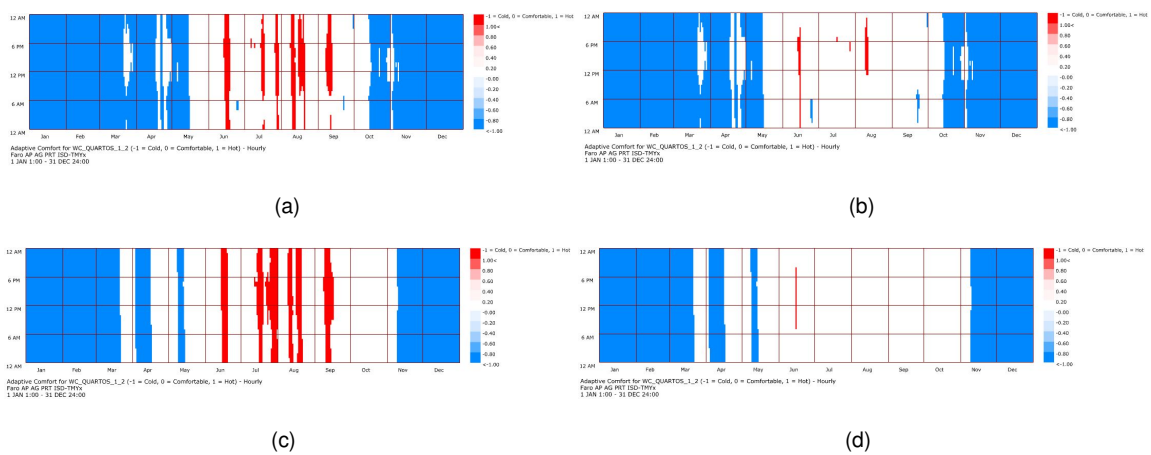 12 AM
6 PM
12 PM
6 AM
12 AM
Jan Feb Mar Apr May Jun Jul Aug Sep Oct Nov Dec
-1 = Cold, 0 = Comfortable, 1 = Hot
1.00<
0.80
0.60
0.40
0.20
-0.00
-0.20
-0.40
-0.60
-0.80
<-1.00
Adaptive Comfort for WC_QUARTOS_1_2 (-1 = Cold, 0 = Comfortable, 1 = Hot) - Hourly
Faro AP AG PRT ISD-TMYx
1 JAN 1:00 - 31 DEC 24:00
(a)
12 AM
6 PM
12 PM
6 AM
12 AM
Jan Feb Mar Apr May Jun Jul Aug Sep Oct Nov Dec
-1 = Cold, 0 = Comfortable, 1 = Hot
1.00<
0.80
0.60
0.40
0.20
-0.00
-0.20
-0.40
-0.60
-0.80
<-1.00
Adaptive Comfort for WC_QUARTOS_1_2 (-1 = Cold, 0 = Comfortable, 1 = Hot) - Hourly
Faro AP AG PRT ISD-TMYx
1 JAN 1:00 - 31 DEC 24:00
(b)
12 AM
6 PM
12 PM
6 AM
12 AM
Jan Feb Mar Apr May Jun Jul Aug Sep Oct Nov Dec
-1 = Cold, 0 = Comfortable, 1 = Hot
1.00<
0.80
0.60
0.40
0.20
-0.00
-0.20
-0.40
-0.60
-0.80
<-1.00
Adaptive Comfort for WC_QUARTOS_1_2 (-1 = Cold, 0 = Comfortable, 1 = Hot) - Hourly
Faro AP AG PRT ISD-TMYx
1 JAN 1:00 - 31 DEC 24:00
(c)
12 AM
6 PM
12 PM
6 AM
12 AM
Jan Feb Mar Apr May Jun Jul Aug Sep Oct Nov Dec
-1 = Cold, 0 = Comfortable, 1 = Hot
1.00<
0.80
0.60
0.40
0.20
-0.00
-0.20
-0.40
-0.60
-0.80
<-1.00
Adaptive Comfort for WC_QUARTOS_1_2 (-1 = Cold, 0 = Comfortable, 1 = Hot) - Hourly
Faro AP AG PRT ISD-TMYx
1 JAN 1:00 - 31 DEC 24:00
(d)